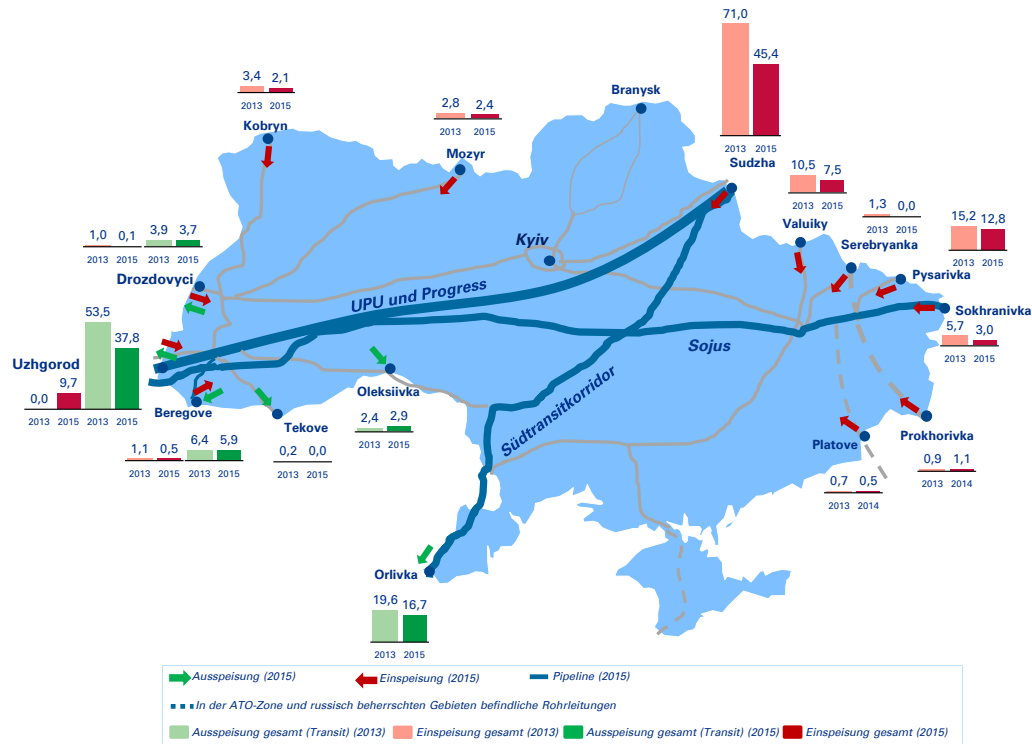 71,0
45,4
2013 2015
Sudzha
3,4 2,1
2013 2015
Kobryn
2,8 2,4
2013 2015
Mozyr
Branysk
10,5 7,5
2013 2015
Valuiky
1,3 0,0
2013 2015
Serebryanka
15,2 12,8
2013 2015
Pysarivka
Sokhranivka
5,7 3,0
2013 2015
1,0 0,1 3,9 3,7
2013 2015 2013 2015
Drozdovyci
Kyiv
UPU und Progress
Sojus
Südtransitkorridor
53,5
37,8
9,7
0,0
2013 2015 2013 2015
Uzhgorod
Beregove
1,1 0,5 6,4 5,9
2013 2015 2013 2015
Tekove
0,2 0,0
2013 2015
Oleksiivka
2,4 2,9
2013 2015
Platove
0,7 0,5
2013 2014
Prokhorivka
0,9 1,1
2013 2014
Orlivka
19,6 16,7
2013 2015
Ausspeisung (2015) Einspeisung (2015) Pipeline (2015)
In der ATO-Zone und russisch beherrschten Gebieten befindliche Rohrleitungen
Ausspeisung gesamt (Transit) (2013) Einspeisung gesamt (2013) Ausspeisung gesamt (Transit) (2015) Einspeisung gesamt (2015)